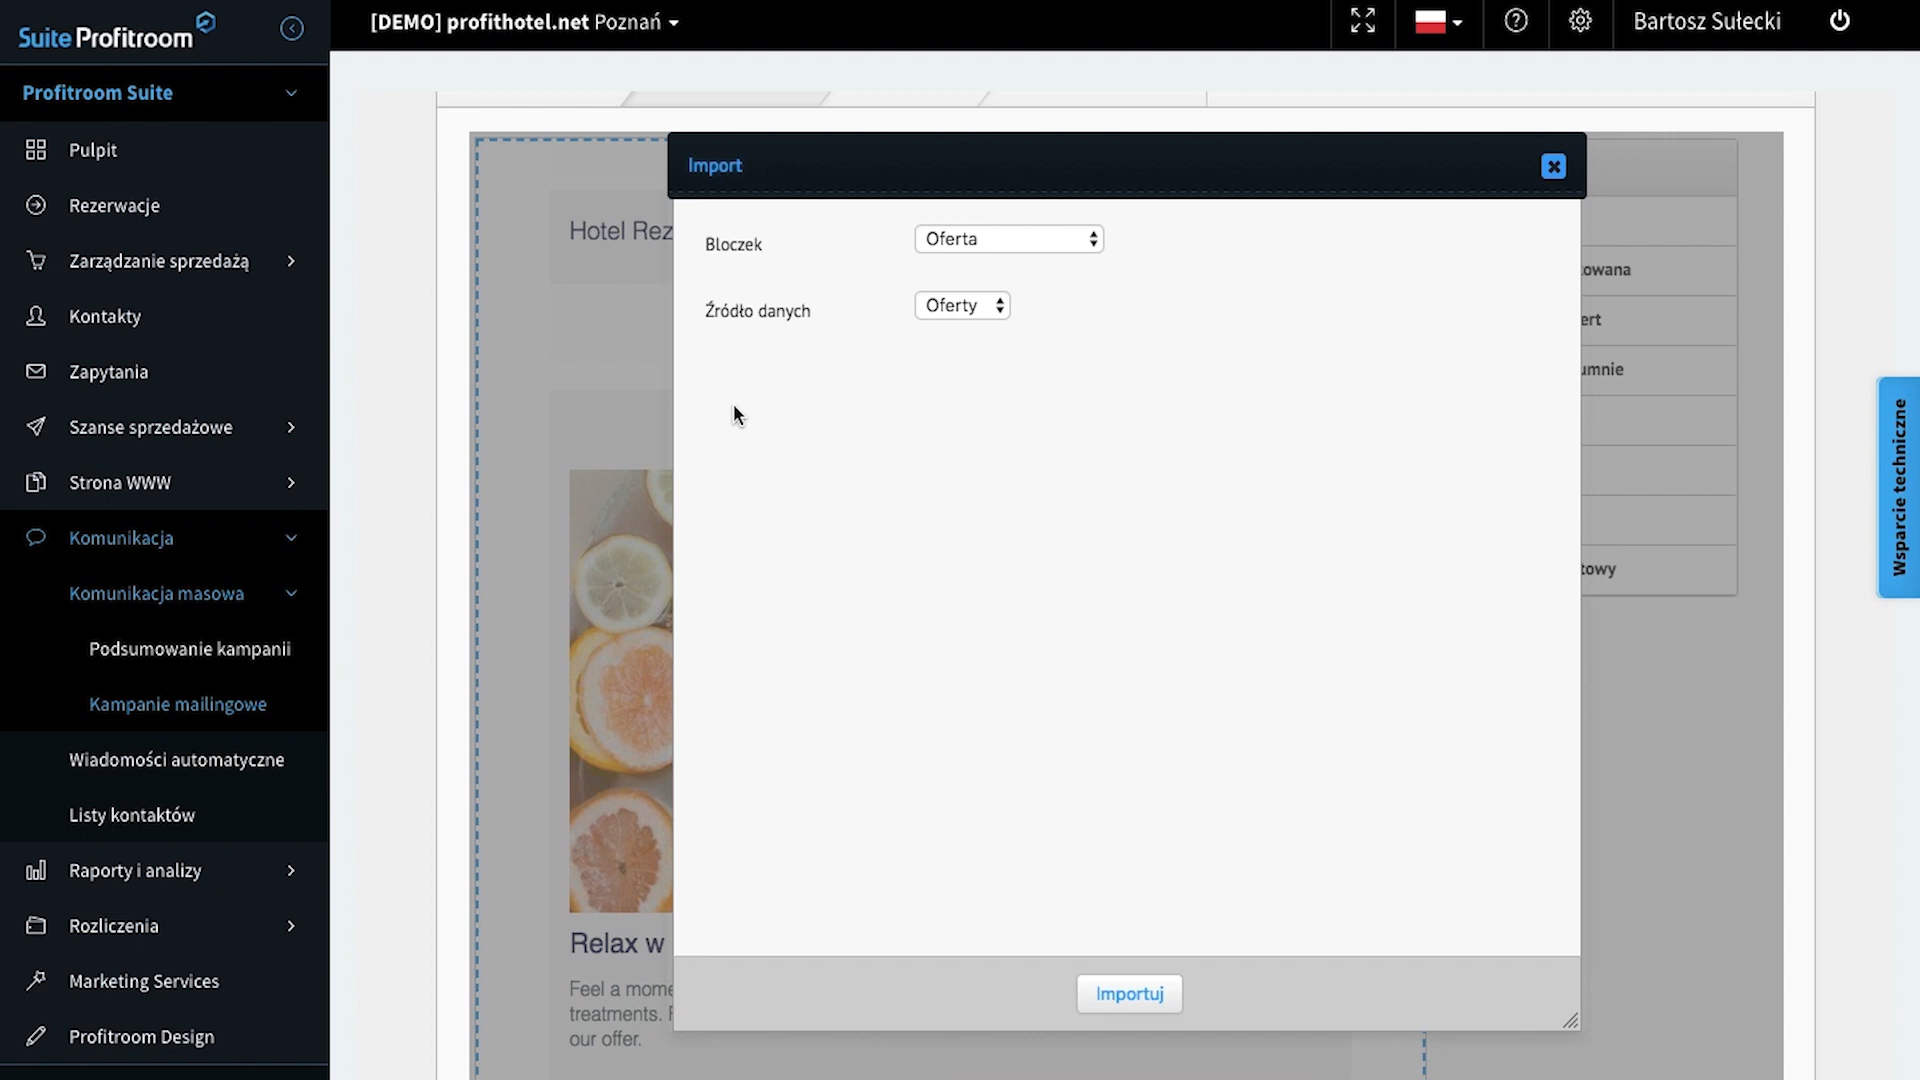 Suite Profitroom
[DEMO] profithotel.net Poznań
Bartosz Sułecki
Profitroom Suite
Pulpit
Rezerwacje
Zarządzanie sprzedażą
Kontakty
Zapytania
Szanse sprzedażowe
Strona WWW
Komunikacja
Komunikacja masowa
Podsumowanie kampanii
Kampanie mailingowe
Wiadomości automatyczne
Listy kontaktów
Raporty i analizy
Rozliczenia
Marketing Services
Profitroom Design
Import
Bloczek
Oferta
Źródło danych
Oferty
Importuj
Hotel Rez
Relax w
Feel a mome
treatments. F
our offer.
owana
ert
umnie
towy
Wsparcie techniczne